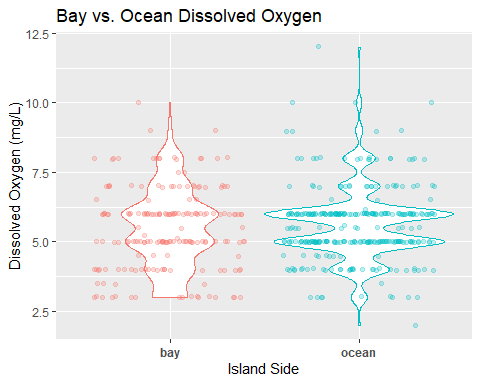 Bay vs. Ocean Dissolved Oxygen
12.5
10.0
7.5
5.0
2.5
Dissolved Oxygen (mg/L)
bay
ocean
Island Side